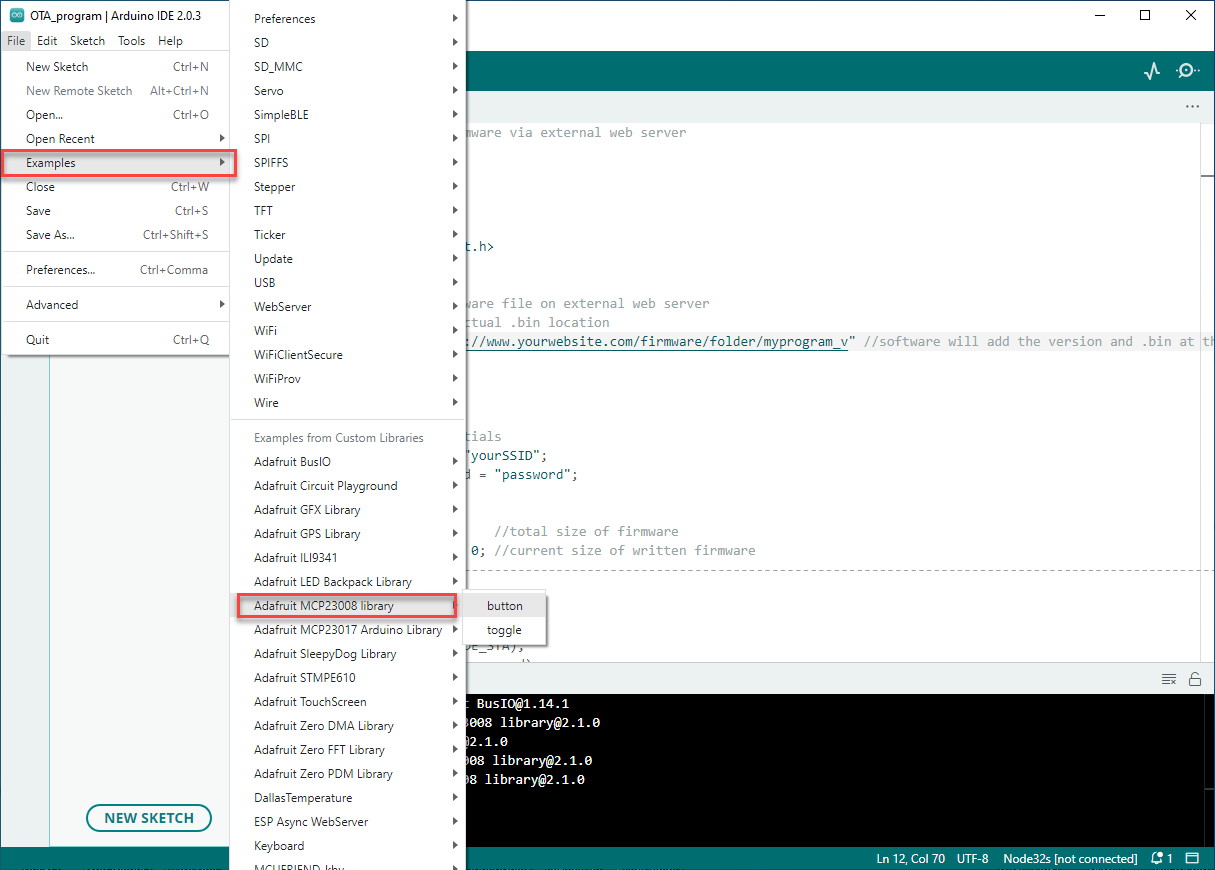 OTA_program | Arduino IDE 2.0.3
File Edit Sketch Tools Help
New Sketch Ctrl+N
New Remote Sketch Alt+Ctrl+N
Open... Ctrl+O
Open Recent
Examples
Close Ctrl+W
Save Ctrl+S
Save As... Ctrl+Shift+S
Preferences... Ctrl+Comma
Advanced
Quit Ctrl+Q
Preferences
SD
SD_MMC
Servo
SimpleBLE
SPI
SPIFFS
Stepper
TFT
Ticker
Update
USB
WebServer
WiFi
WiFiClientSecure
WiFiProv
Wire
Examples from Custom Libraries
Adafruit BusIO
Adafruit Circuit Playground
Adafruit GFX Library
Adafruit GPS Library
Adafruit ILI9341
Adafruit LED Backpack Library
Adafruit MCP23008 library
Adafruit MCP23017 Arduino Library
Adafruit SleepyDog Library
Adafruit STMPE610
Adafruit TouchScreen
Adafruit Zero DMA Library
Adafruit Zero FFT Library
Adafruit Zero PDM Library
DallasTemperature
ESP Async WebServer
Keyboard
button
toggle
mware via external web server
t.h>
ware file on external web server
ctual .bin location
://www.yourwebsite.com/firmware/folder/myprogram_v" //software will add the version and .bin at th
tials
"yourSSID";
d = "password";
//total size of firmware
0; //current size of written firmware
DE_STA);
t BusIO@1.14.1
3008 library@2.1.0
@2.1.0
008 library@2.1.0
08 library@2.1.0
NEW SKETCH
Ln 12, Col 70 UTF-8 Node32s [not connected] 1